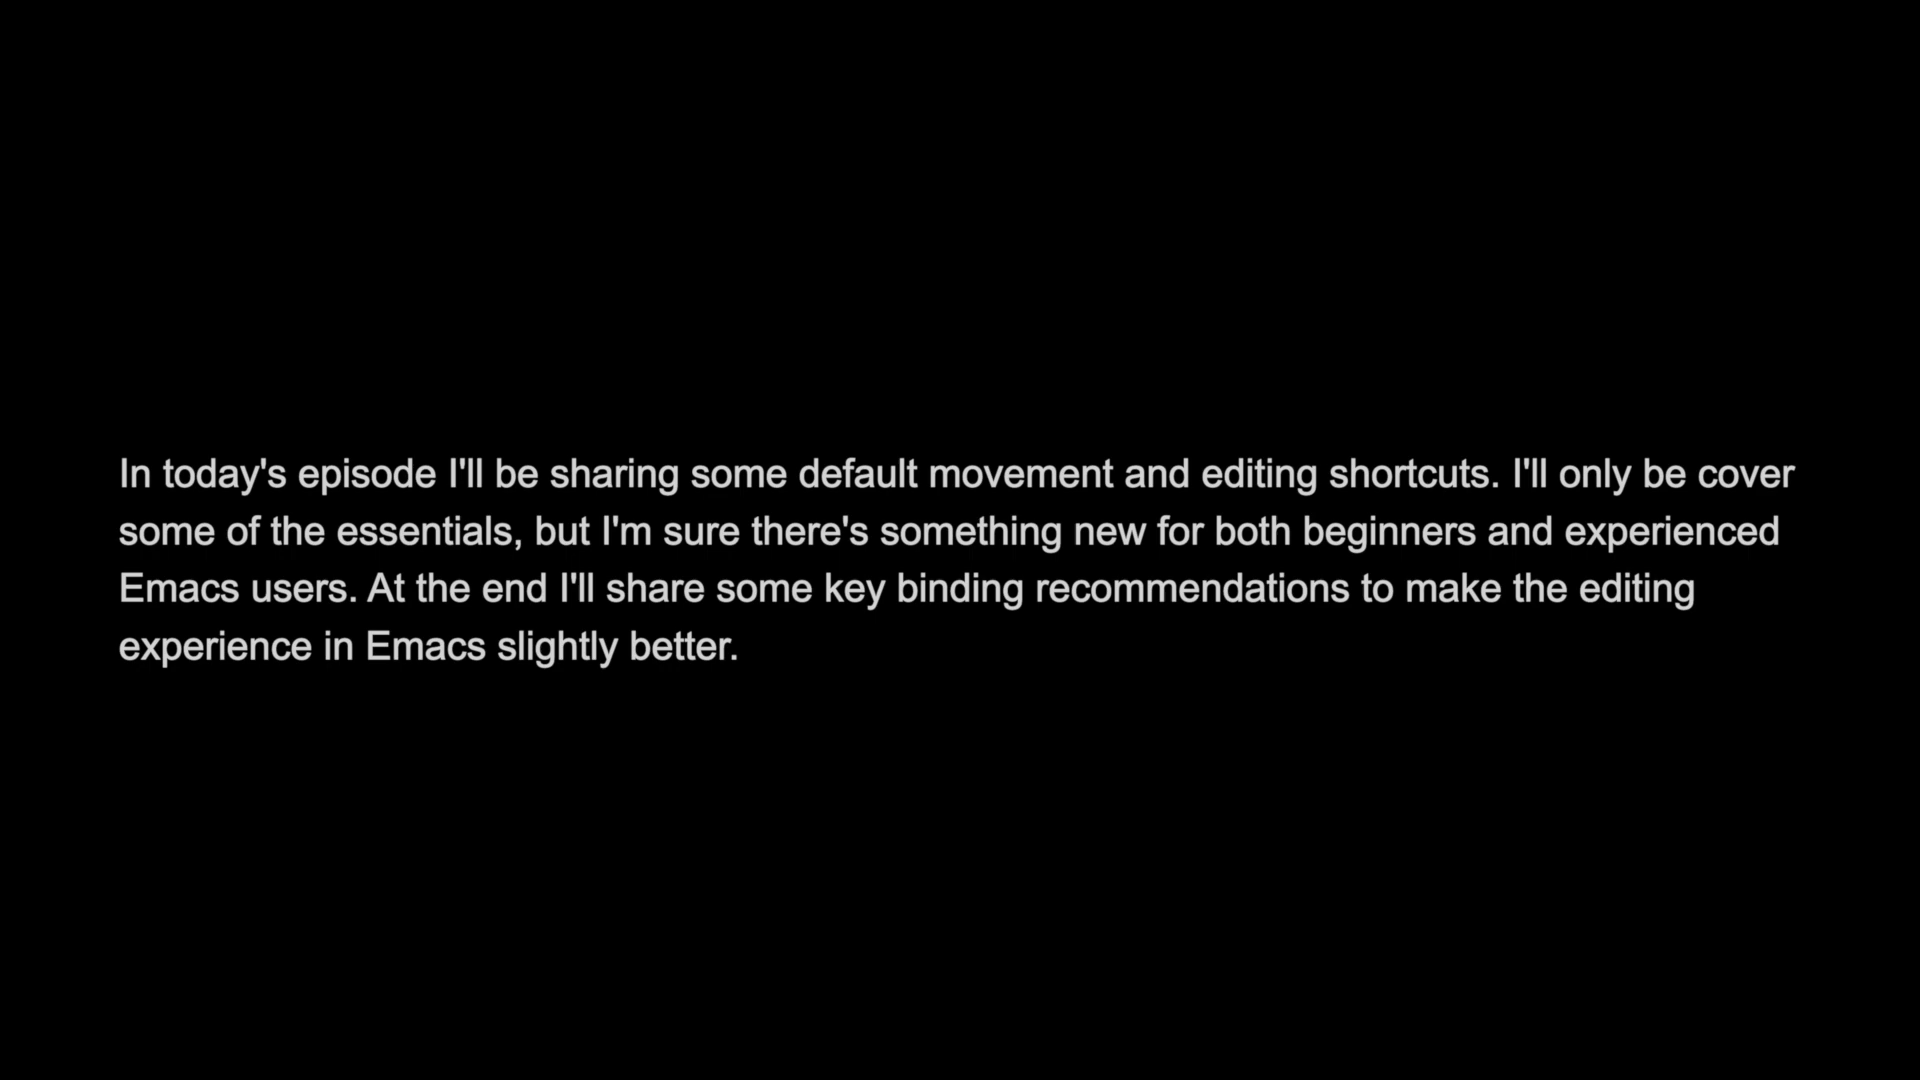 In today's episode I'll be sharing some default movement and editing shortcuts. I'll only be cover
some of the essentials, but I'm sure there's something new for both beginners and experienced
Emacs users. At the end I'll share some key binding recommendations to make the editing
experience in Emacs slightly better.